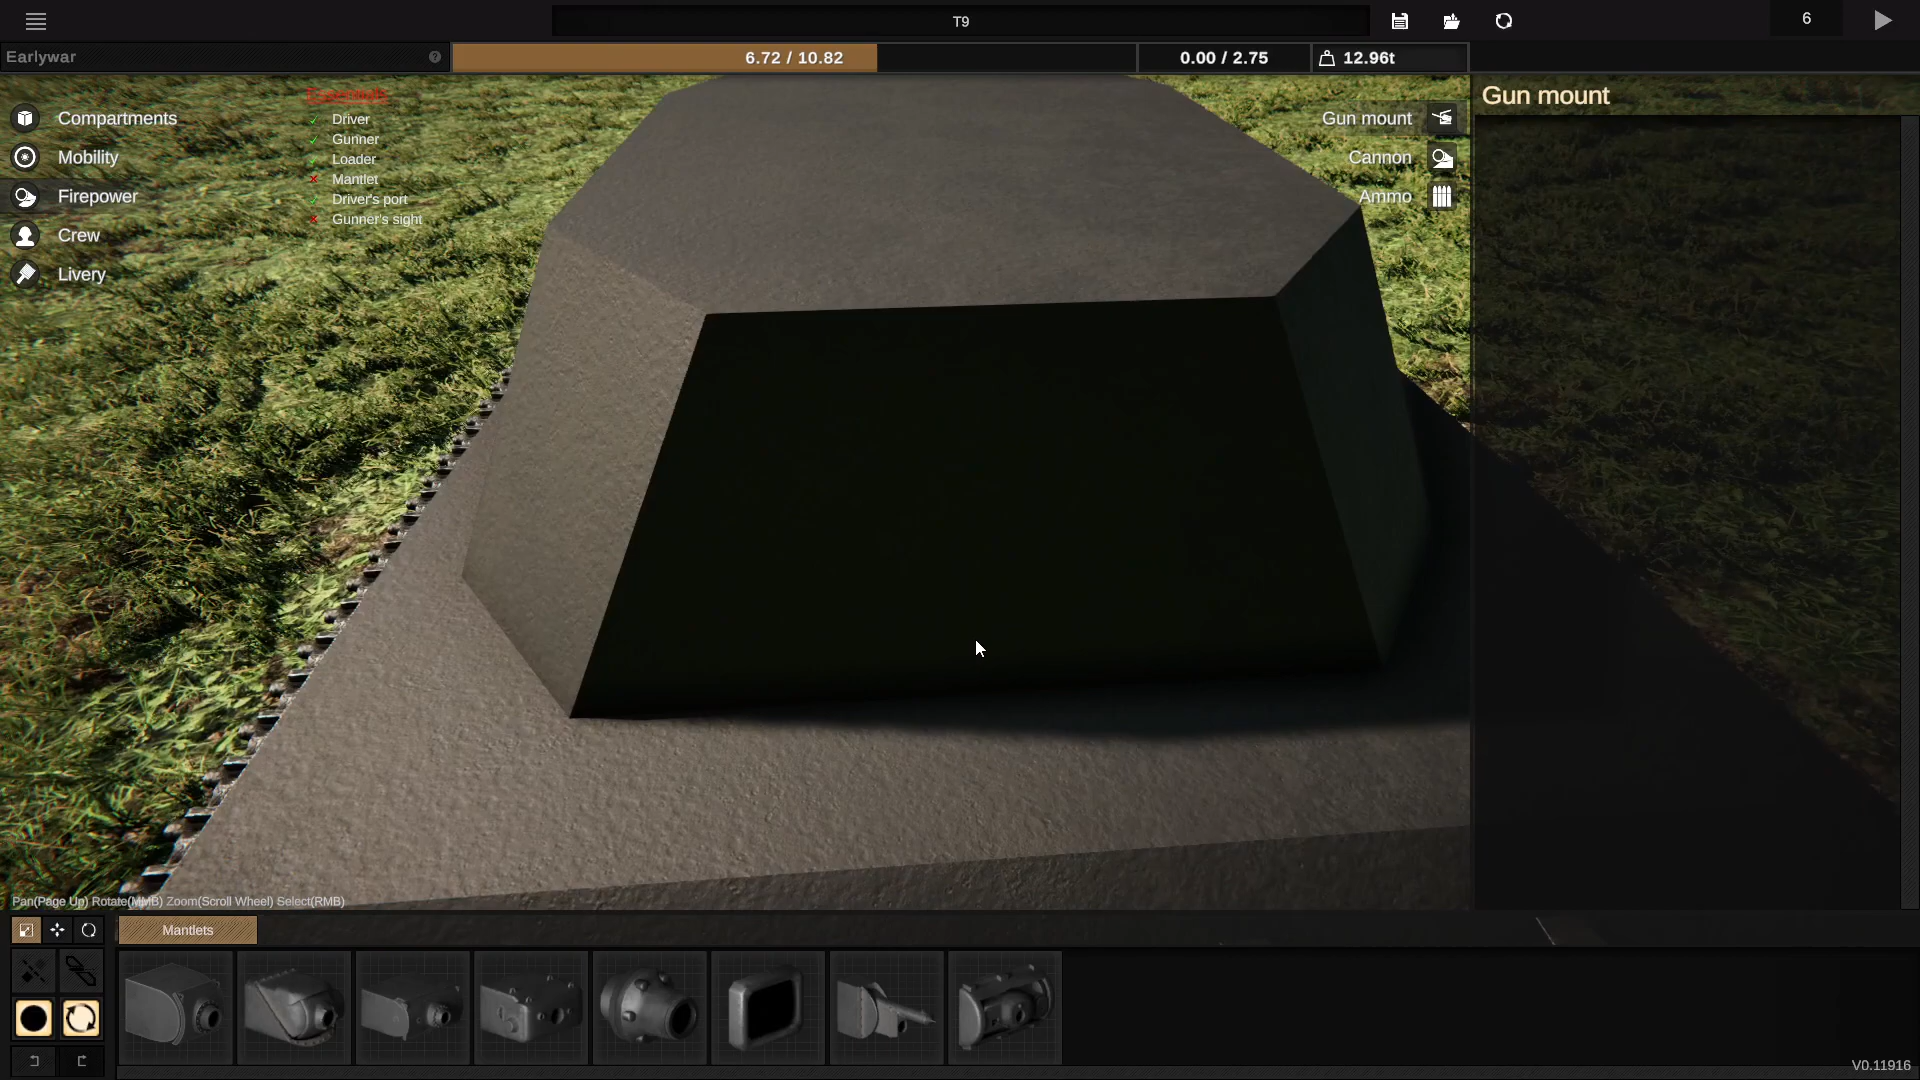 T9
6
Earlywar
6.72 / 10.82
0.00 / 2.75
12.96t
Gun mount
Essentials
Compartments
Driver
Gunner
Mobility
Loader
Mantlet
Firepower
Driver's port
Gunner's sight
Crew
Livery
Gun mount
Cannon
Ammo
Pan(Page Up) Rotate(MMB) Zoom(Scroll Wheel) Select(RMB)
Mantlets
V0.11916